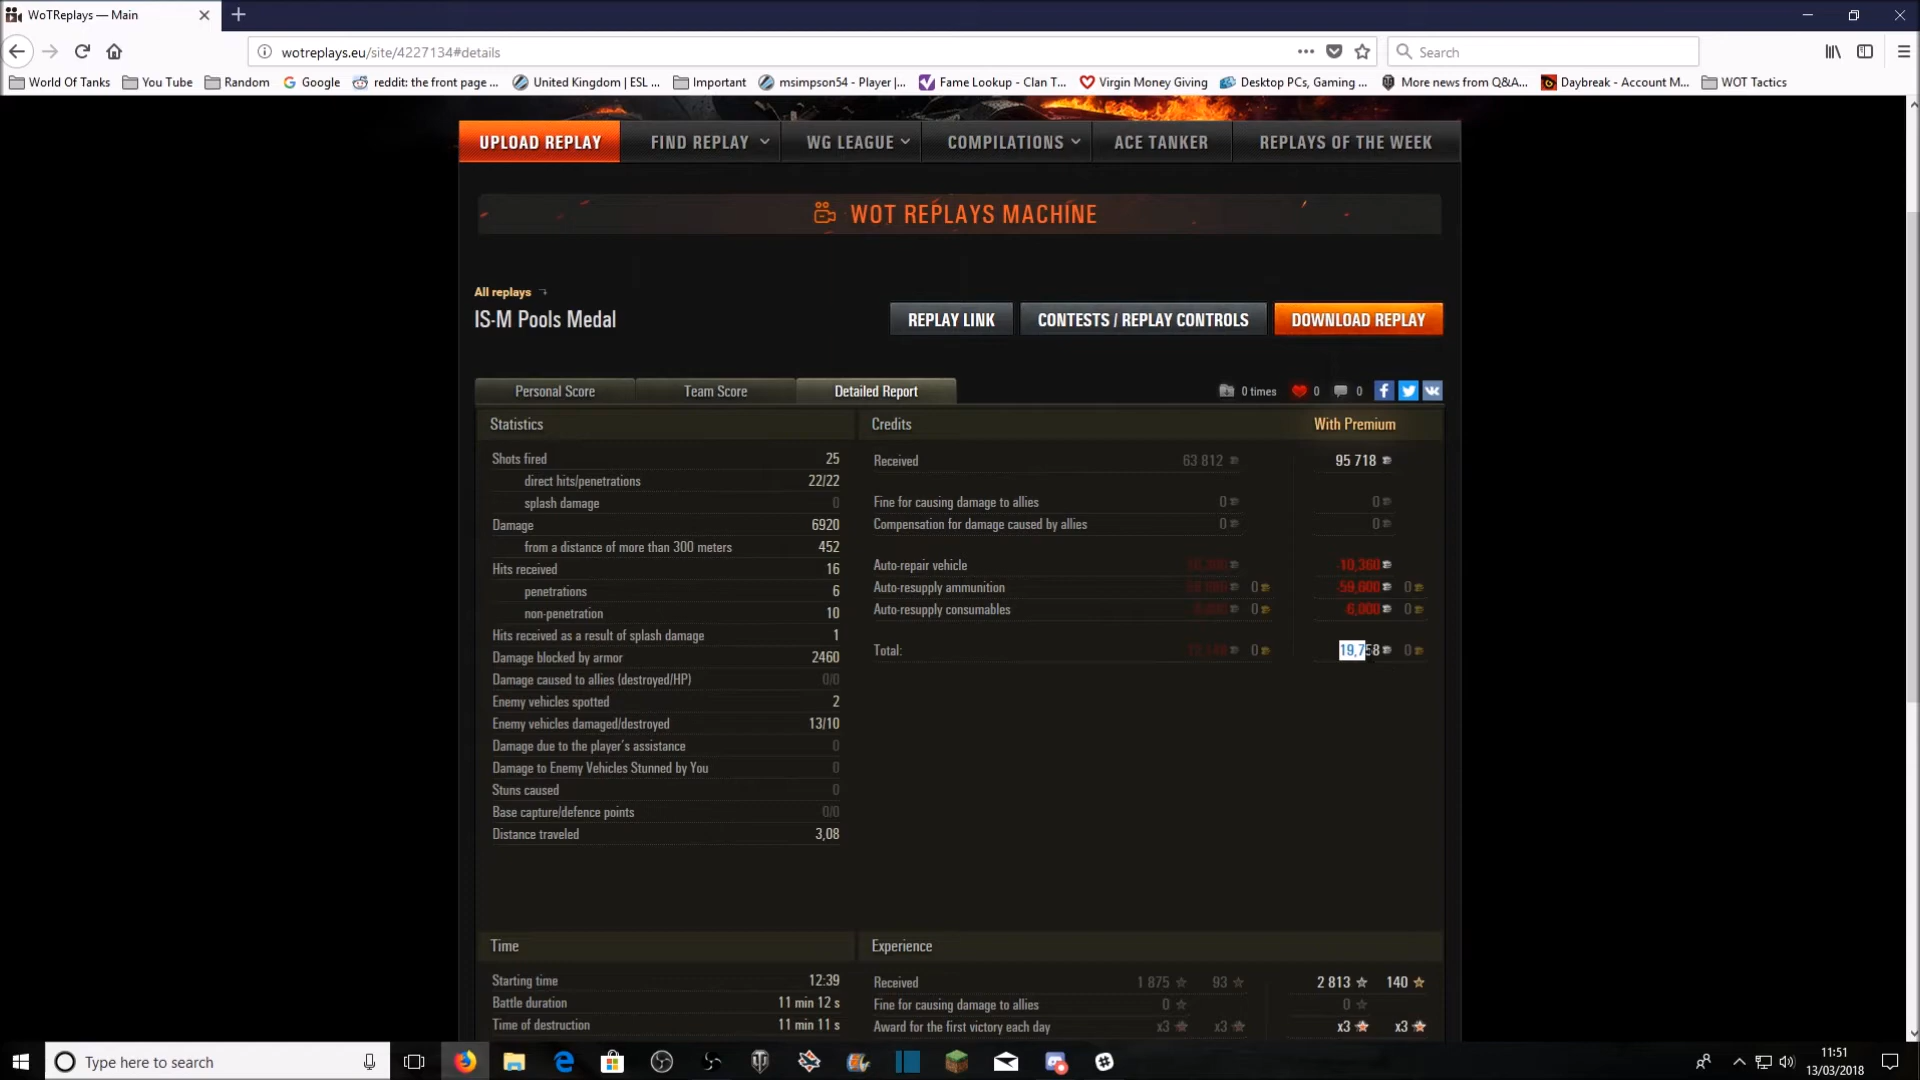 WoTReplays — Main
wotreplays.eu/site/4227134#details
Search
World Of Tanks
You Tube
Random
Google
reddit: the front page ...
United Kingdom | ESL ...
Important
msimpson54 - Player |...
Fame Lookup - Clan T...
Virgin Money Giving
Desktop PCs, Gaming ...
More news from Q&A...
Daybreak - Account M...
WOT Tactics
UPLOAD REPLAY
FIND REPLAY
WG LEAGUE
COMPILATIONS
ACE TANKER
REPLAYS OF THE WEEK
WOT REPLAYS MACHINE
All replays
IS-M Pools Medal
REPLAY LINK
CONTESTS / REPLAY CONTROLS
DOWNLOAD REPLAY
Personal Score
Team Score
Detailed Report
0 times
0
0
Statistics
Shots fired 25
direct hits/penetrations 22/22
splash damage 0
Damage 6920
from a distance of more than 300 meters 452
Hits received 16
penetrations 6
non-penetration 10
Hits received as a result of splash damage 1
Damage blocked by armor 2460
Damage caused to allies (destroyed/HP) 0/0
Enemy vehicles spotted 2
Enemy vehicles damaged/destroyed 13/10
Damage due to the player's assistance 0
Damage to Enemy Vehicles Stunned by You 0
Stuns caused 0
Base capture/defence points 0/0
Distance traveled 3,08
Credits With Premium
Received 63 812 95 718
Fine for causing damage to allies 0 0
Compensation for damage caused by allies 0 0
Auto-repair vehicle -10,360
Auto-resupply ammunition 0 -59,600 0
Auto-resupply consumables 0 6,000 0
Total: 0 19,758 0
Time
Starting time 12:39
Battle duration 11 min 12 s
Time of destruction 11 min 11 s
Experience
Received 1 875 93 2 813 140
Fine for causing damage to allies 0 0
Award for the first victory each day x3 x3 x3 x3
Type here to search
11:51
13/03/2018